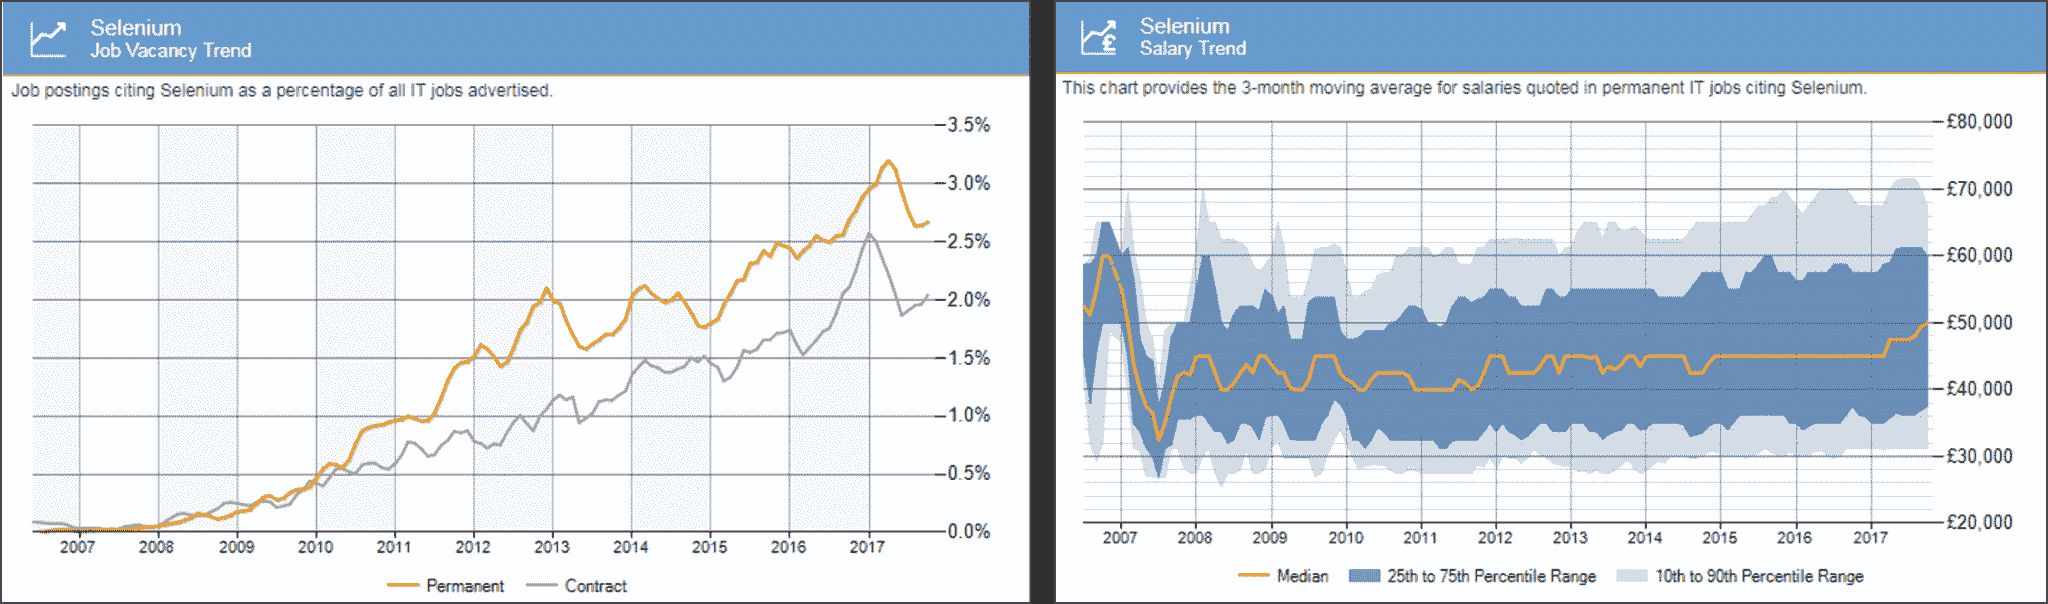 Selenium
Job Vacancy Trend
Job postings citing Selenium as a percentage of all IT jobs advertised.
3.5%
3.0%
2.5%
2.0%
1.5%
1.0%
0.5%
0.0%
2007 2008 2009 2010 2011 2012 2013 2014 2015 2016 2017
Permanent Contract
Selenium
Salary Trend
This chart provides the 3-month moving average for salaries quoted in permanent IT jobs citing Selenium.
£80,000
£70,000
£60,000
£50,000
£40,000
£30,000
£20,000
2007 2008 2009 2010 2011 2012 2013 2014 2015 2016 2017
Median 25th to 75th Percentile Range 10th to 90th Percentile Range